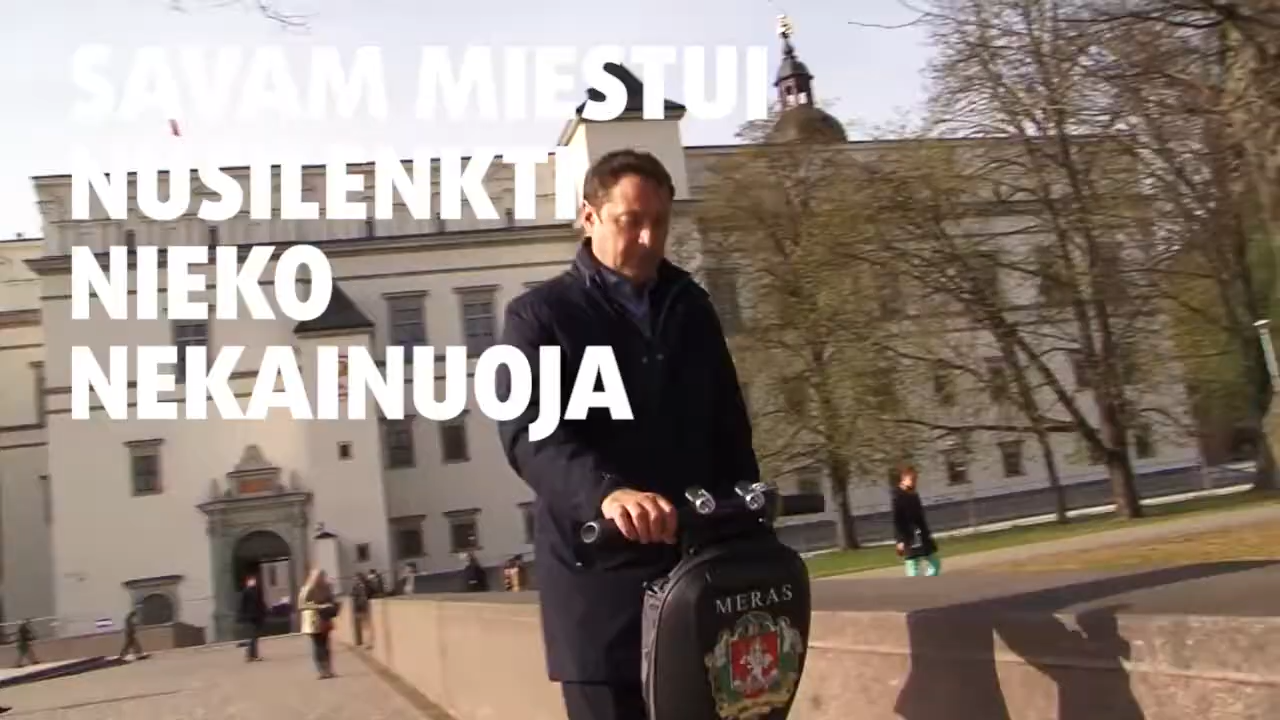 SAVAM MIESTUI
NUSILENKTI
NIEKO
NEKAINUOJA
MERAS